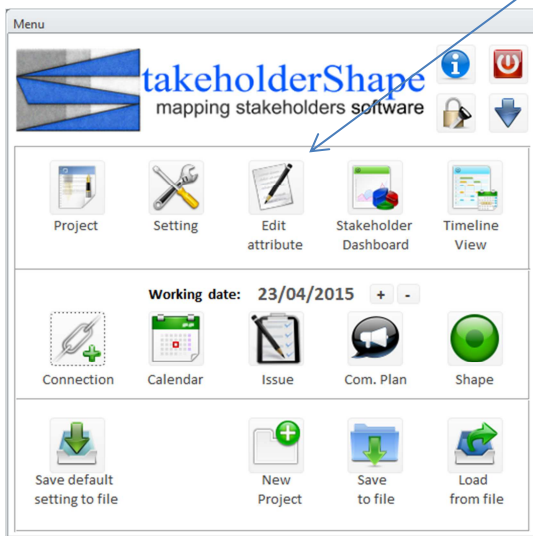 Menu
takeholderShape
mapping stakeholders software
Project
Setting
Edit
attribute
Stakeholder
Dashboard
Timeline
View
Working date: 23/04/2015 + -
Connection
Calendar
Issue
Com. Plan
Shape
Save default
setting to file
New
Project
Save
to file
Load
from file